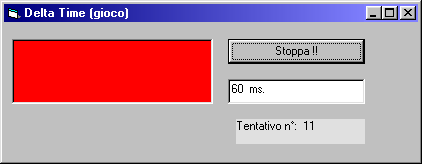 Delta Time (gioco)
Stoppa !!
60 ms.
Tentativo n°: 11